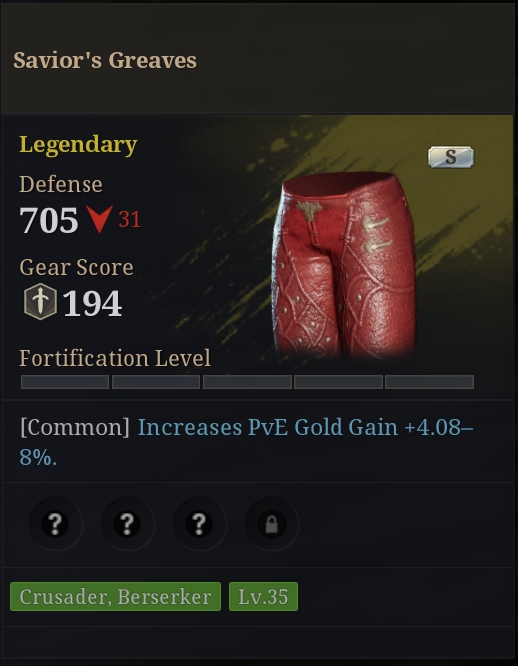 Savior's Greaves
Legendary
S
Defense
705 31
Gear Score
194
Fortification Level
[Common] Increases PvE Gold Gain +4.08–
8%.
? ? ?
Crusader, Berserker Lv.35